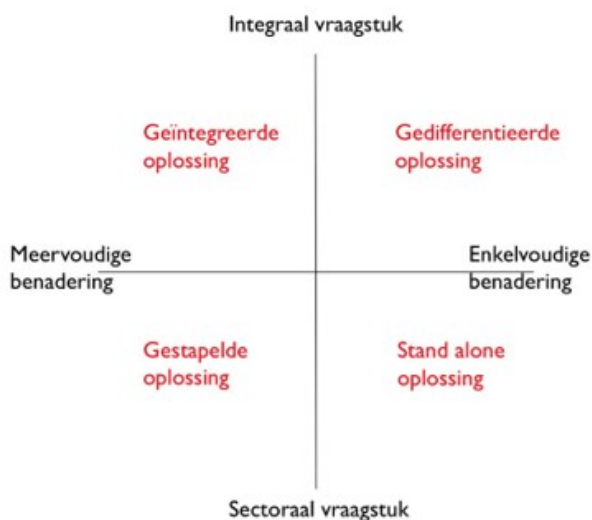 Integraal vraagstuk
Geïntegreerde
oplossing
Gedifferentieerde
oplossing
Meervoudige
benadering
Enkelvoudige
benadering
Gestapelde
oplossing
Stand alone
oplossing
Sectoraal vraagstuk